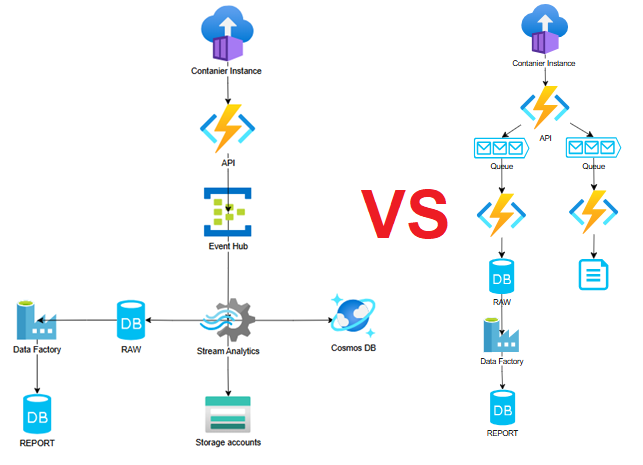 Contanier Instance
API
Event Hub
Stream Analytics
DB
RAW
Data Factory
DB
REPORT
Cosmos DB
Storage accounts
VS
Contanier Instance
API
Queue
Queue
DB
RAW
Data Factory
DB
REPORT